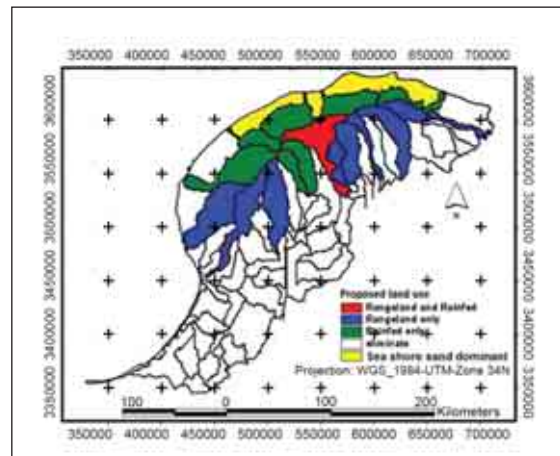 350000 400000 450000 500000 550000 600000 650000 700000
3600000
3550000
3500000
3450000
3400000
3350000
3600000
3550000
3500000
3450000
3400000
3350000
N
Proposed land use
Rangeland and Rainfed
Rangeland only
Rainfed only
eliminate
Sea shore sand dominant
Projection: WGS_1984-UTM-Zone 34N
100 0 100 200
Kilometers
350000 400000 450000 500000 550000 600000 650000 700000